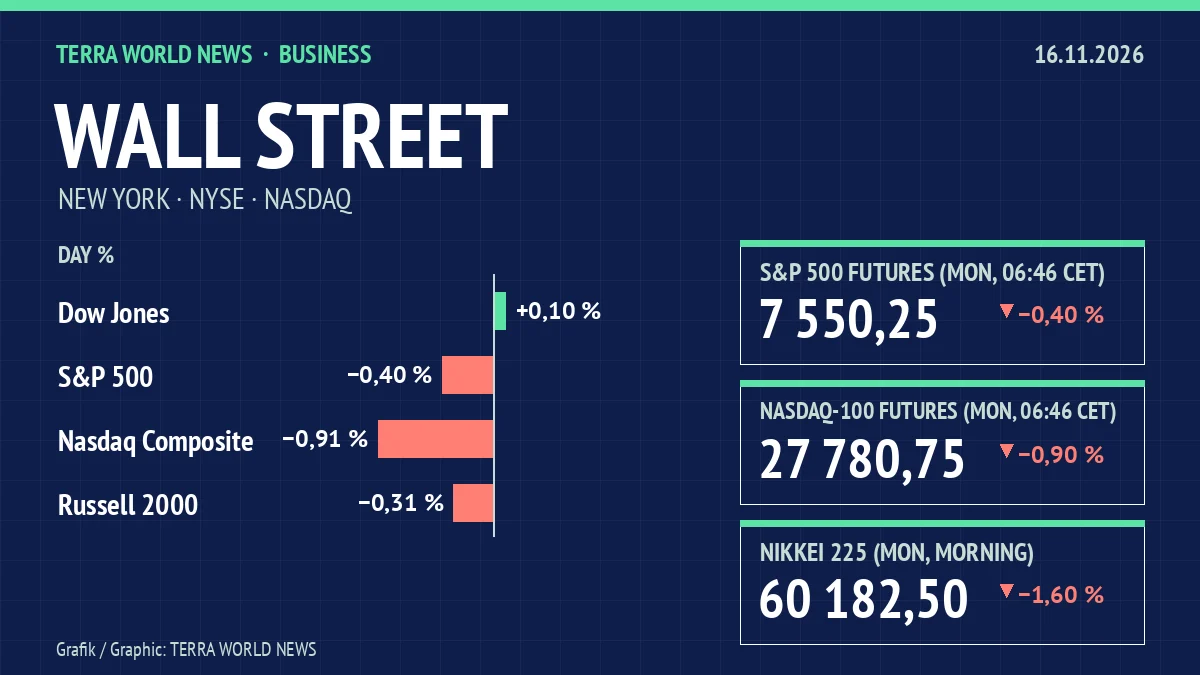 TERRA WORLD NEWS · BUSINESS
16.11.2026
WALL STREET
NEW YORK · NYSE · NASDAQ
DAY %
Dow Jones +0,10 %
S&P 500 −0,40 %
Nasdaq Composite −0,91 %
Russell 2000 −0,31 %
S&P 500 FUTURES (MON, 06:46 CET)
7 550,25 ▼−0,40 %
NASDAQ-100 FUTURES (MON, 06:46 CET)
27 780,75 ▼−0,90 %
NIKKEI 225 (MON, MORNING)
60 182,50 ▼−1,60 %
Grafik / Graphic: TERRA WORLD NEWS